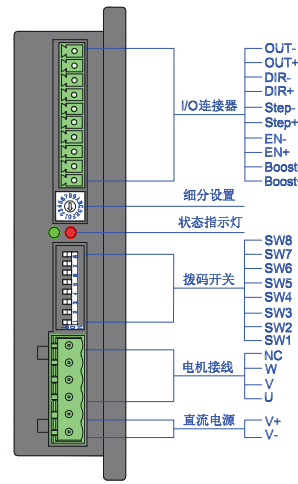 OUT-
OUT+
DIR-
DIR+
I/O连接器
Step-
Step+
EN-
EN+
Boost
Boost
细分设置
状态指示灯
SW8
SW7
SW6
拨码开关
SW5
SW4
SW3
SW2
SW1
NC
电机接线
W
V
U
直流电源
V+
V-